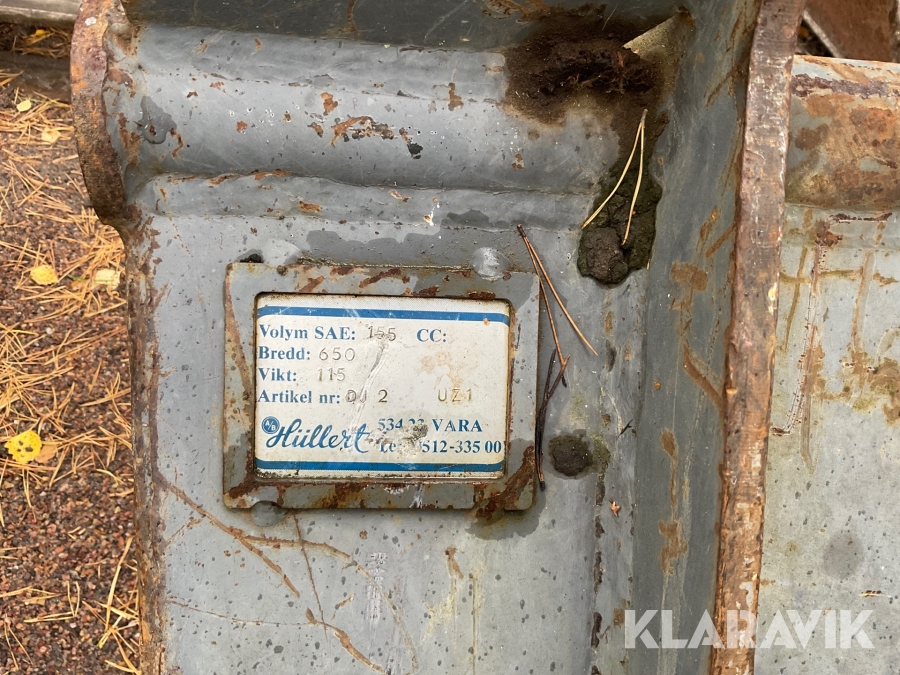 Volym SAE: 155 CC:
Bredd: 650
Vikt: 115
Artikel nr: 2 UZ1
A/B Hüllert 534 VARA
512-335 00
KLARAVIK